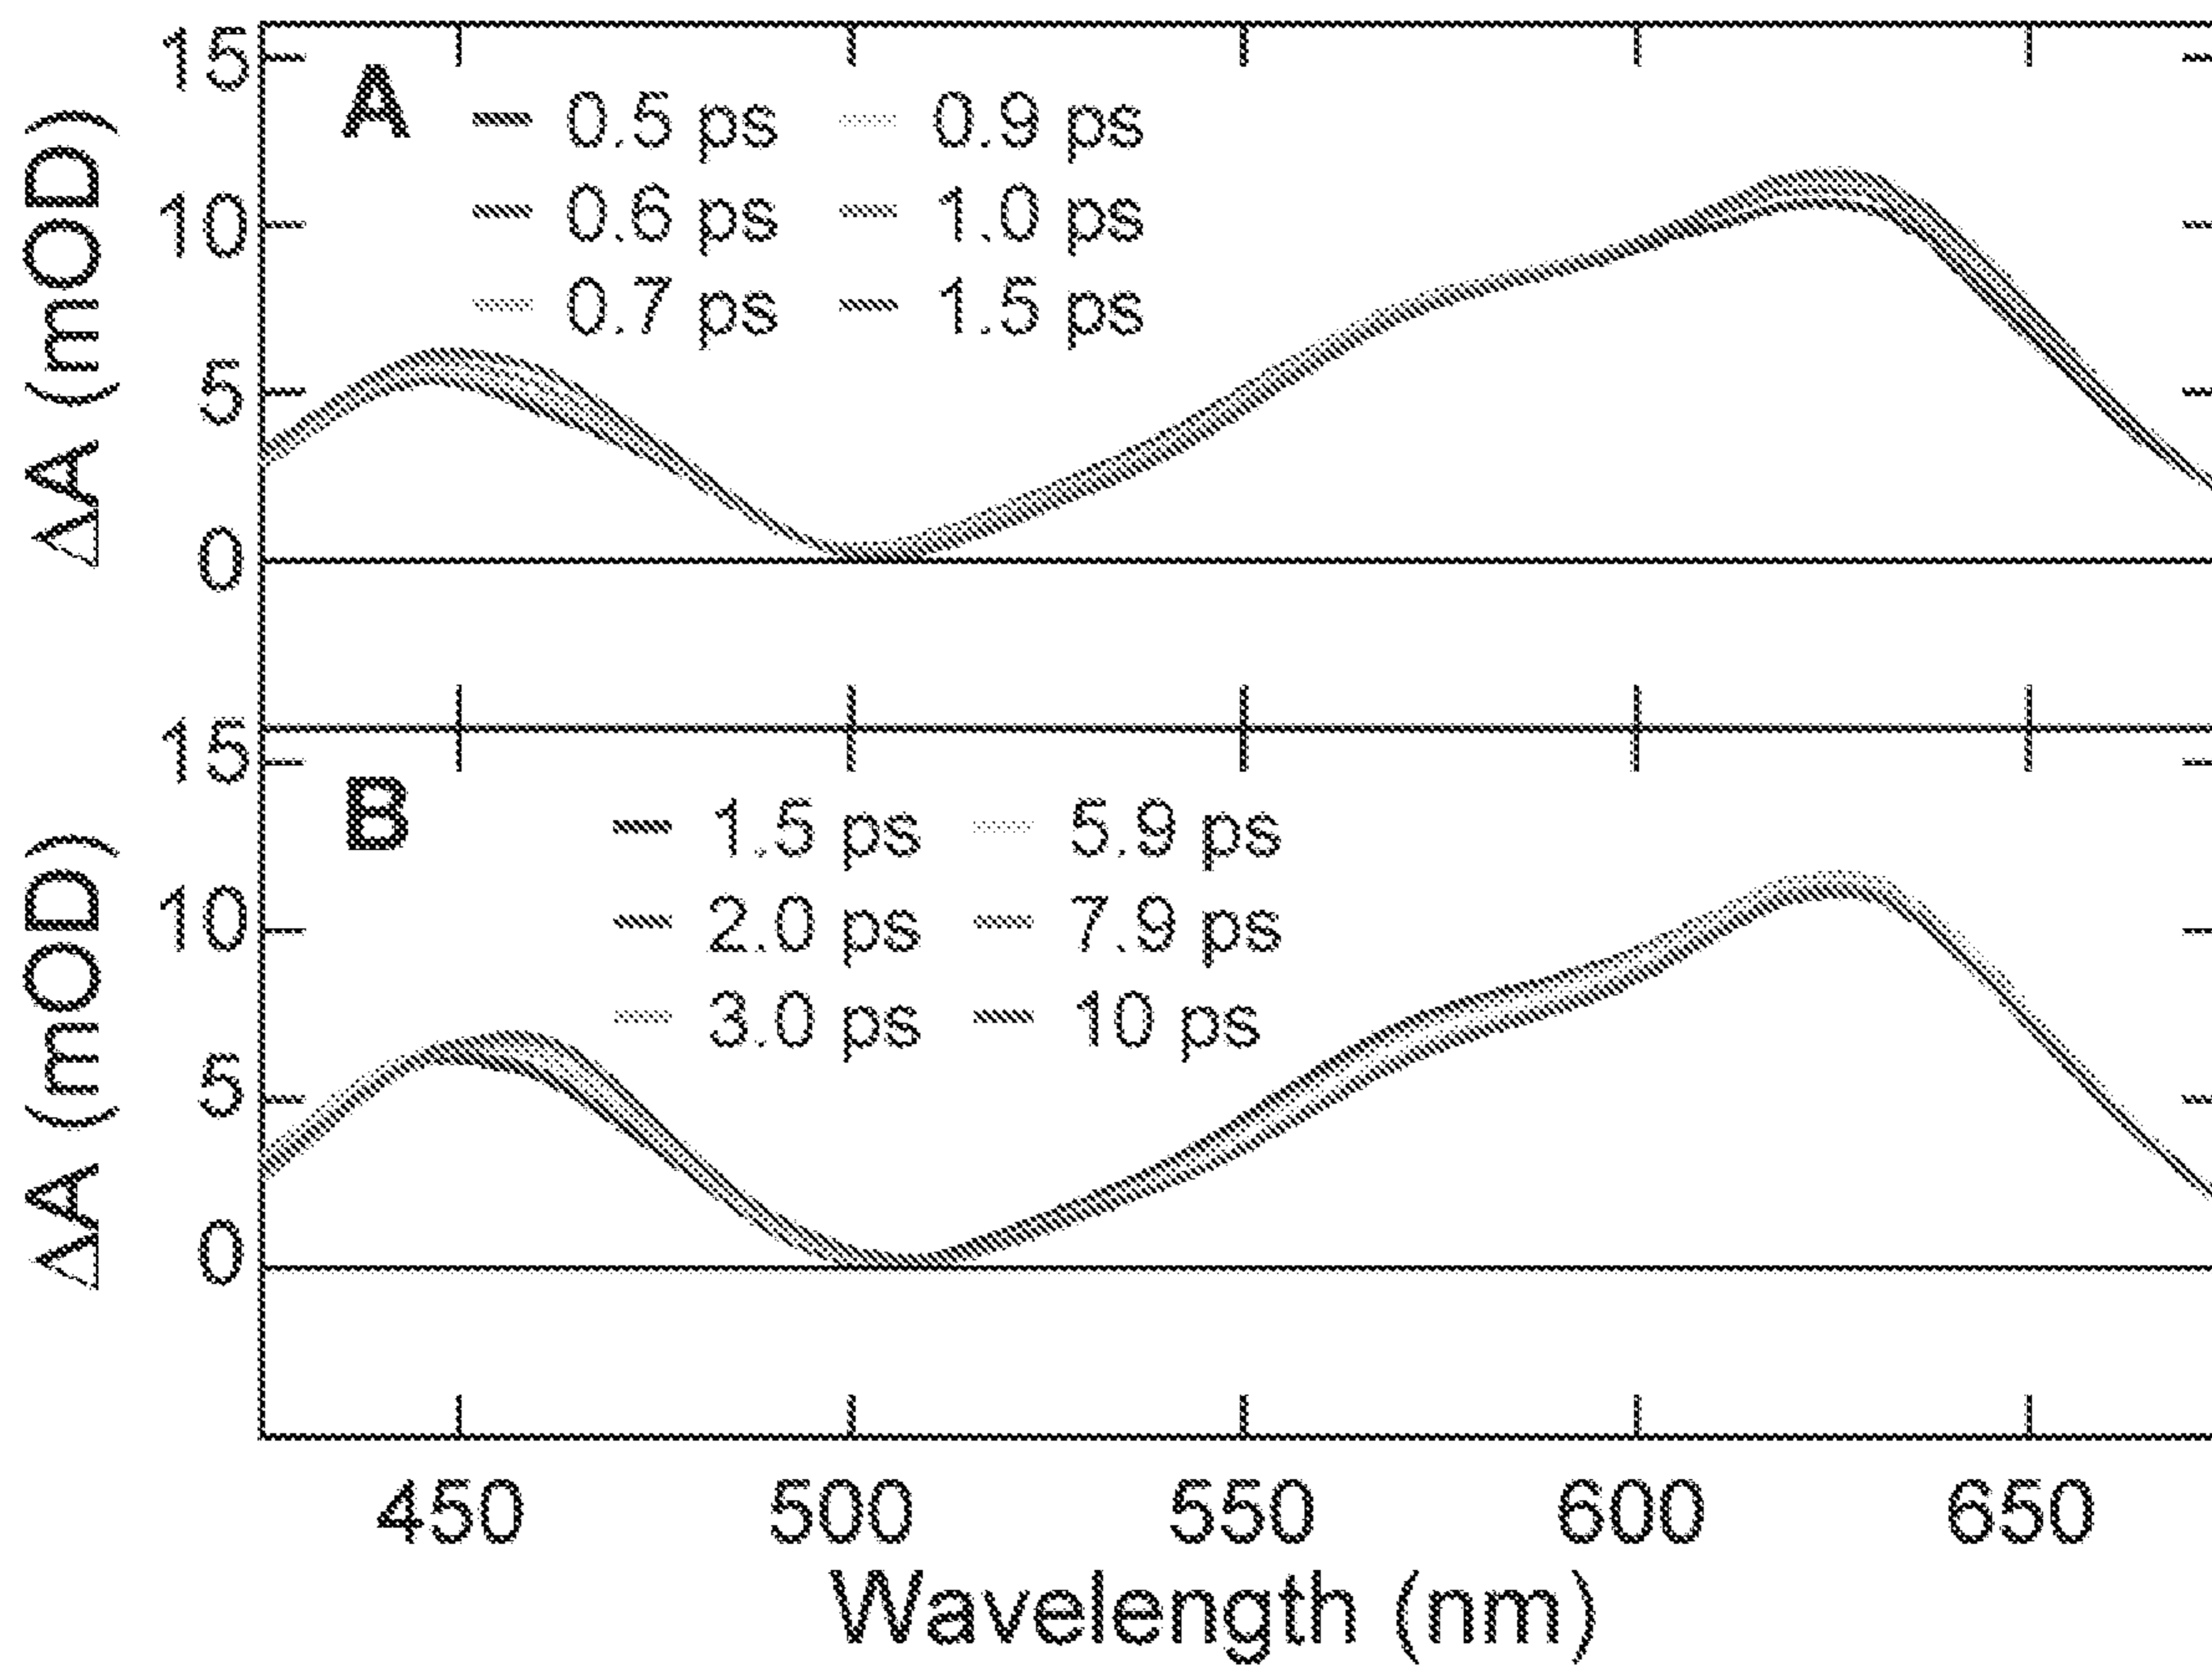 15
A
0.5 ps
0.9 ps
0.6 ps
1.0 ps
0.7 ps
1.5 ps
10
5
0
ΔA (mOD)
15
B
1.5 ps
5.9 ps
2.0 ps
7.9 ps
3.0 ps
10 ps
10
5
0
ΔA (mOD)
450 500 550 600 650
Wavelength (nm)